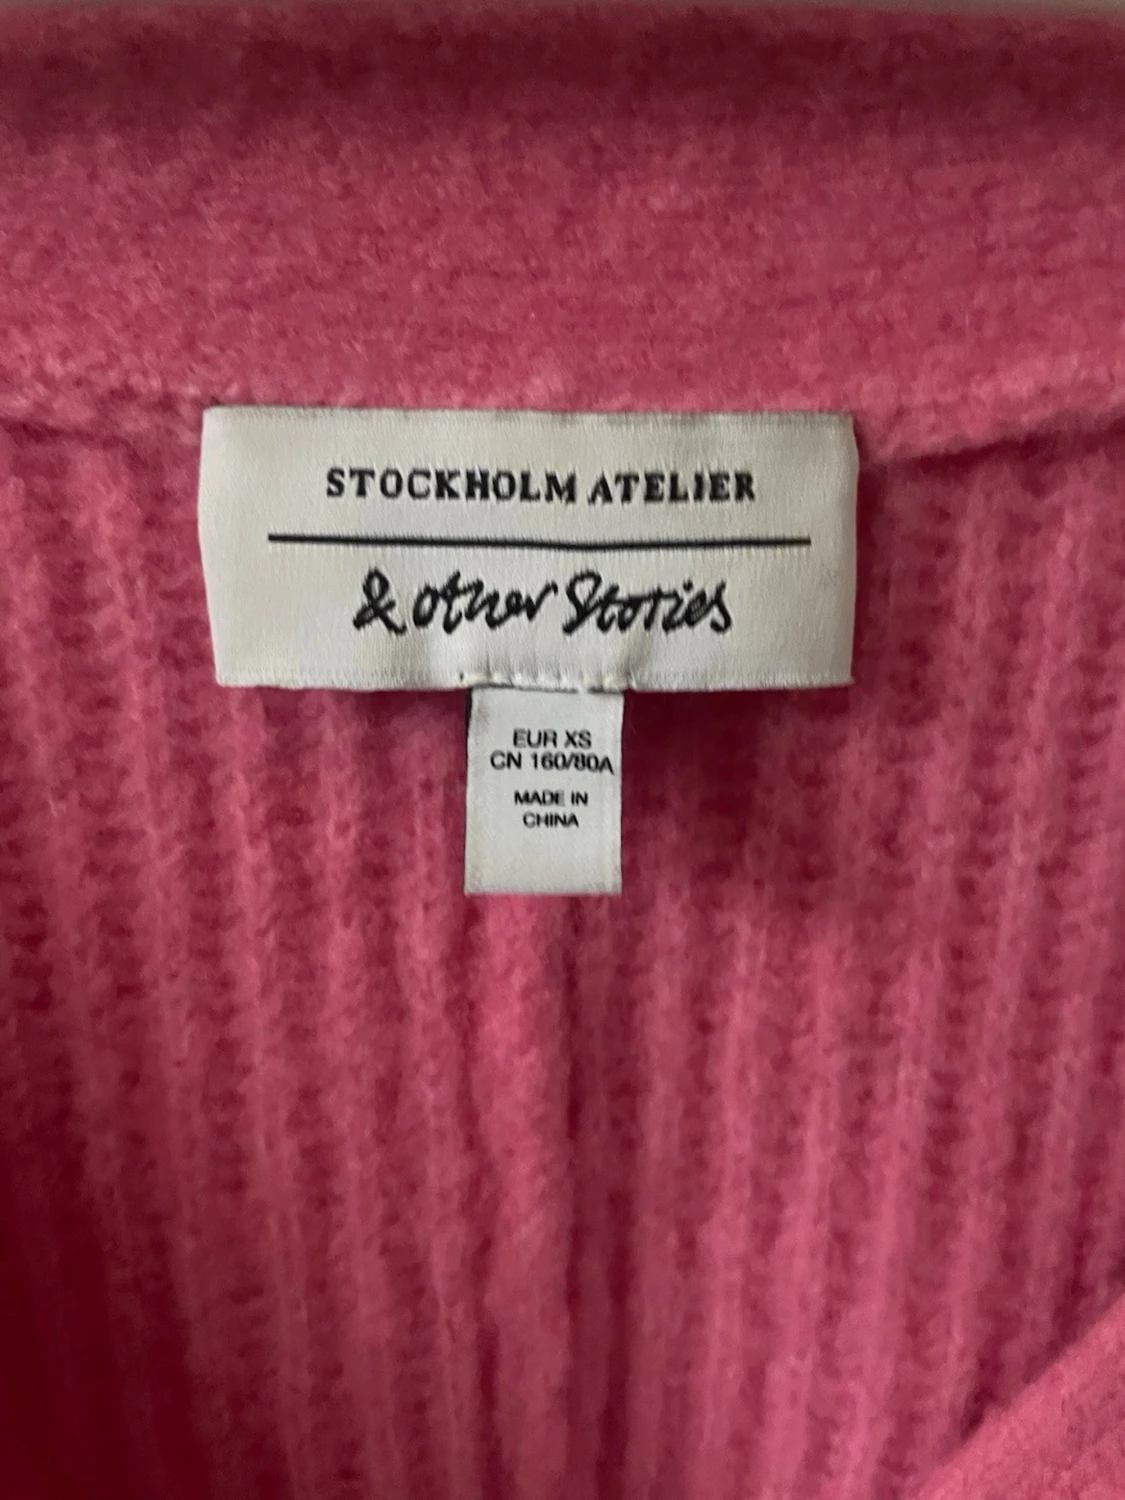 STOCKHOLM ATELIER
& other Stories
EUR XS
CN 160/80A
MADE IN
CHINA